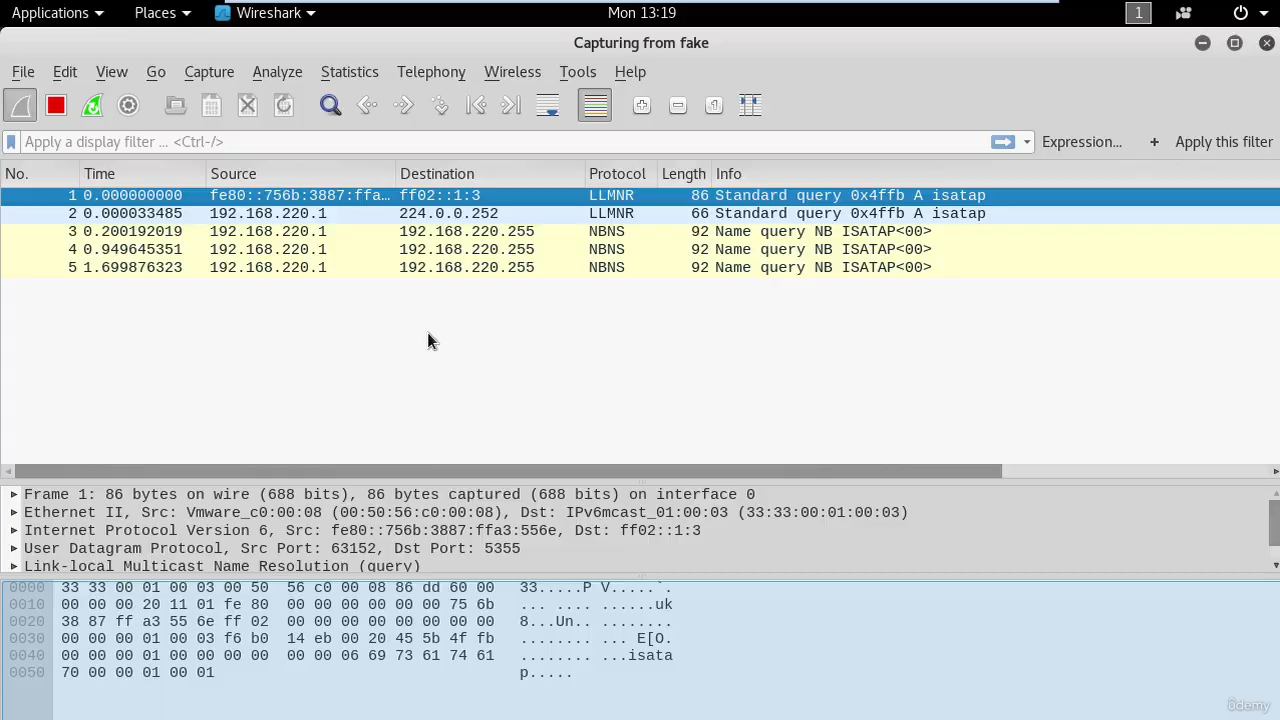 Applications Places Wireshark Mon 13:19 1
Capturing from fake
File Edit View Go Capture Analyze Statistics Telephony Wireless Tools Help
Apply a display filter ... <Ctrl-/> Expression... + Apply this filter
No. Time Source Destination Protocol Length Info
1 0.000000000 fe80::756b:3887:ffa… ff02::1:3 LLMNR 86 Standard query 0x4ffb A isatap
2 0.000033485 192.168.220.1 224.0.0.252 LLMNR 66 Standard query 0x4ffb A isatap
3 0.200192019 192.168.220.1 192.168.220.255 NBNS 92 Name query NB ISATAP<00>
4 0.949645351 192.168.220.1 192.168.220.255 NBNS 92 Name query NB ISATAP<00>
5 1.699876323 192.168.220.1 192.168.220.255 NBNS 92 Name query NB ISATAP<00>
Frame 1: 86 bytes on wire (688 bits), 86 bytes captured (688 bits) on interface 0
Ethernet II, Src: Vmware_c0:00:08 (00:50:56:c0:00:08), Dst: IPv6mcast_01:00:03 (33:33:00:01:00:03)
Internet Protocol Version 6, Src: fe80::756b:3887:ffa3:556e, Dst: ff02::1:3
User Datagram Protocol, Src Port: 63152, Dst Port: 5355
Link-local Multicast Name Resolution (query)
0000 33 33 00 01 00 03 00 50 56 c0 00 08 86 dd 60 00 33.....P V.....`.
0010 00 00 00 20 11 01 fe 80 00 00 00 00 00 00 75 6b ... .... ......uk
0020 38 87 ff a3 55 6e ff 02 00 00 00 00 00 00 00 00 8...Un.. ........
0030 00 00 00 01 00 03 f6 b0 14 eb 00 20 45 5b 4f fb ........ ... E[O.
0040 00 00 00 01 00 00 00 00 00 00 06 69 73 61 74 61 ........ ...isata
0050 70 00 00 01 00 01 p.....
ûdemy